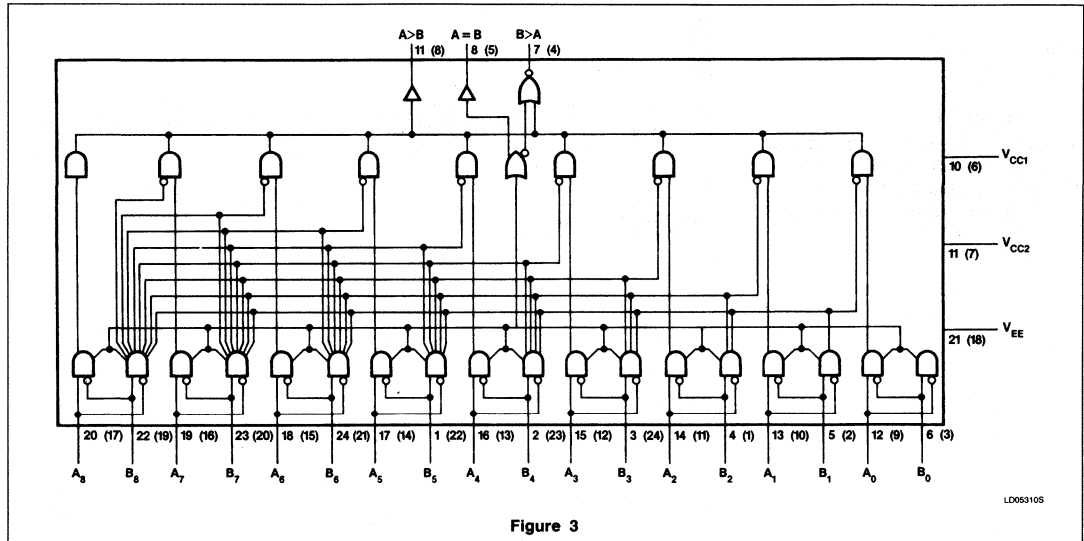 A>B A=B B>A
11 (8) 8 (5) 7 (4)
V_CC1
10 (6)
V_CC2
11 (7)
V_EE
21 (18)
20 (17) 22 (19) 19 (16) 23 (20) 18 (15) 24 (21) 17 (14) 1 (22) 16 (13) 2 (23) 15 (12) 3 (24) 14 (11) 4 (1) 13 (10) 5 (2) 12 (9) 6 (3)
A8 B8 A7 B7 A6 B6 A5 B5 A4 B4 A3 B3 A2 B2 A1 B1 A0 B0
LD05310S
Figure 3